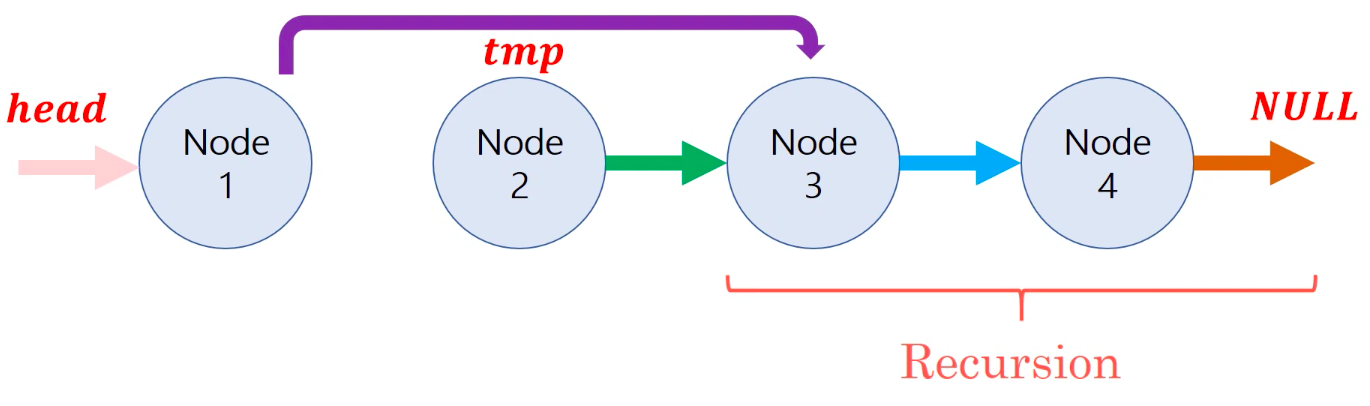 tmp
head
NULL
Node
1
Node
2
Node
3
Node
4
Recursion